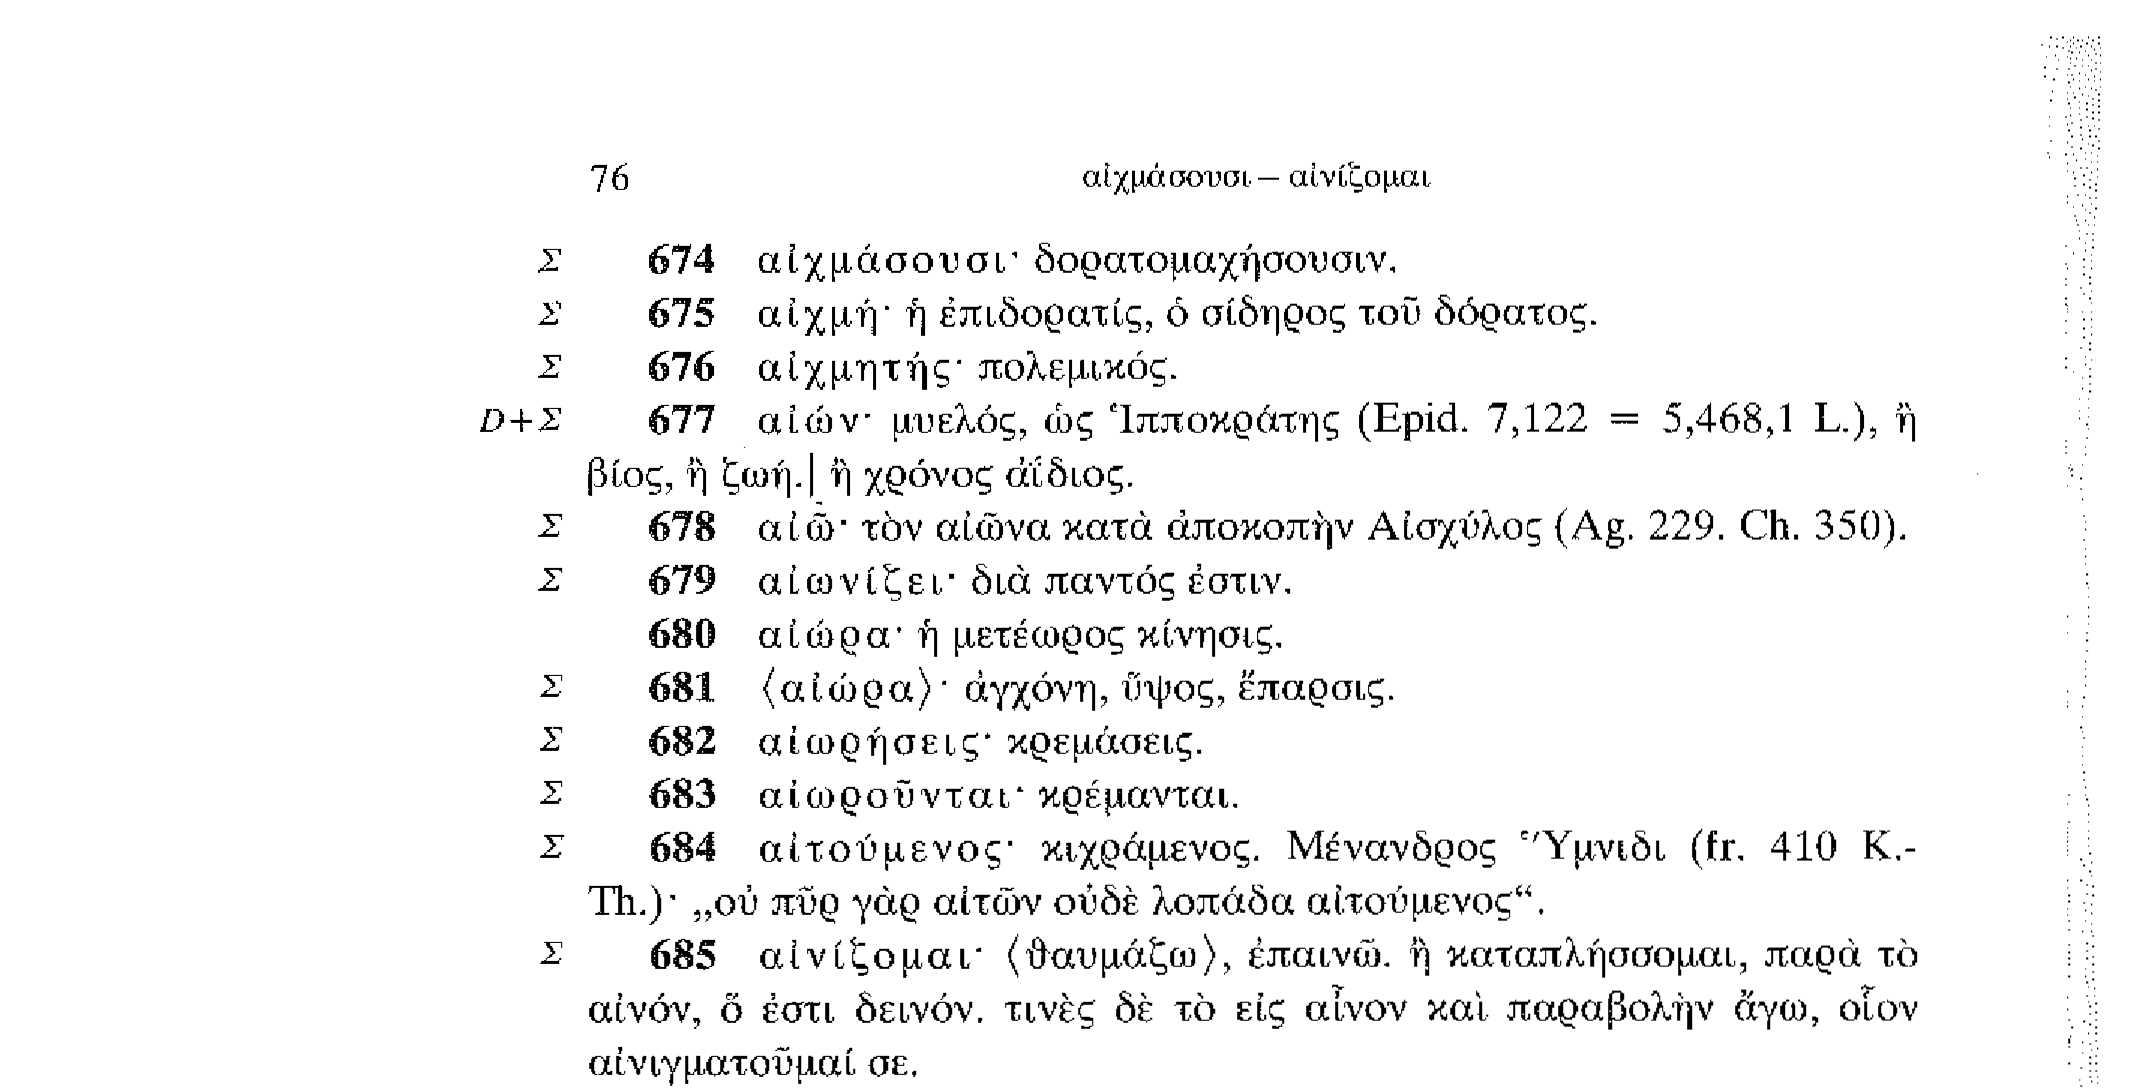 76 αἰχμάσουσι – αἰνίζομαι
Σ 674 αἰχμάσουσι· δορατομαχήσουσιν.
Σ 675 αἰχμή· ἡ ἐπιδορατίς, ὁ σίδηρος τοῦ δόρατος.
Σ 676 αἰχμητής· πολεμικός.
D+Σ 677 αἰών· μυελός, ὡς Ἱπποκράτης (Epid. 7,122 = 5,468,1 L.), ἢ
βίος, ἢ ζωή.| ἢ χρόνος ἀΐδιος.
Σ 678 αἰῶ· τὸν αἰῶνα κατὰ ἀποκοπὴν Αἰσχύλος (Ag. 229. Ch. 350).
Σ 679 αἰωνίζει· διὰ παντός ἐστιν.
680 αἰώρα· ἡ μετέωρος κίνησις.
Σ 681 ⟨αἰώρα⟩· ἀγχόνη, ὕψος, ἔπαρσις.
Σ 682 αἰωρήσεις· κρεμάσεις.
Σ 683 αἰωροῦνται· κρέμανται.
Σ 684 αἰτούμενος· κιχράμενος. Μένανδρος Ὕμνιδι (fr. 410 K.-
Th.)· „οὐ πῦρ γὰρ αἰτῶν οὐδὲ λοπάδα αἰτούμενος“.
Σ 685 αἰνίζομαι· ⟨θαυμάζω⟩, ἐπαινῶ. ἢ καταπλήσσομαι, παρὰ τὸ
αἰνόν, ὅ ἐστι δεινόν. τινὲς δὲ τὸ εἰς αἶνον καὶ παραβολὴν ἄγω, οἷον
αἰνιγματοῦμαί σε.